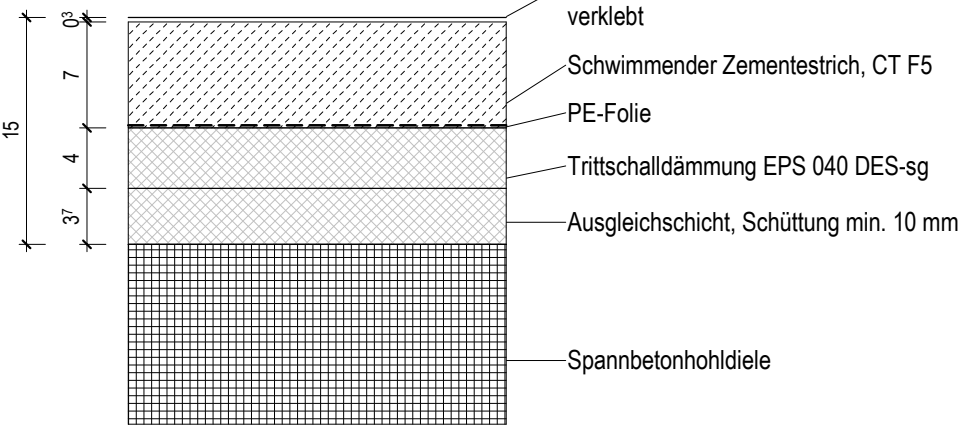 verklebt
Schwimmender Zementestrich, CT F5
PE-Folie
Trittschalldämmung EPS 040 DES-sg
Ausgleichschicht, Schüttung min. 10 mm
Spannbetonhohldiele
15
0³
7
4
3⁷